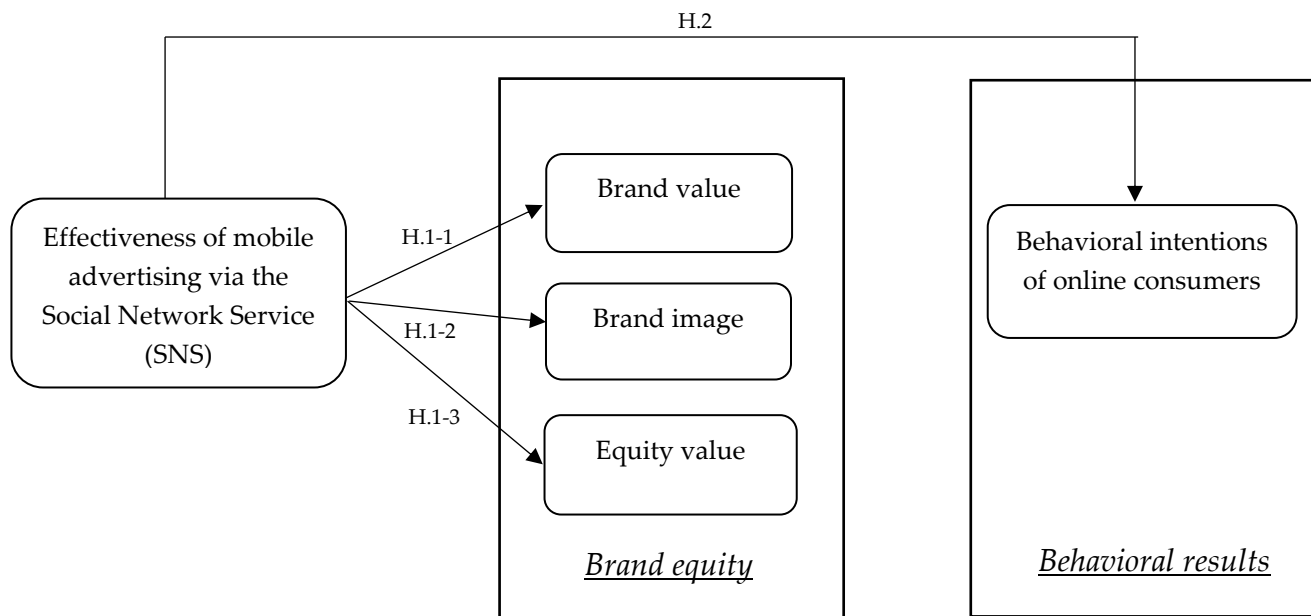 H.2
Effectiveness of mobile
advertising via the
Social Network Service
(SNS)
H.1-1
H.1-2
H.1-3
Brand value
Brand image
Equity value
Brand equity
Behavioral intentions
of online consumers
Behavioral results